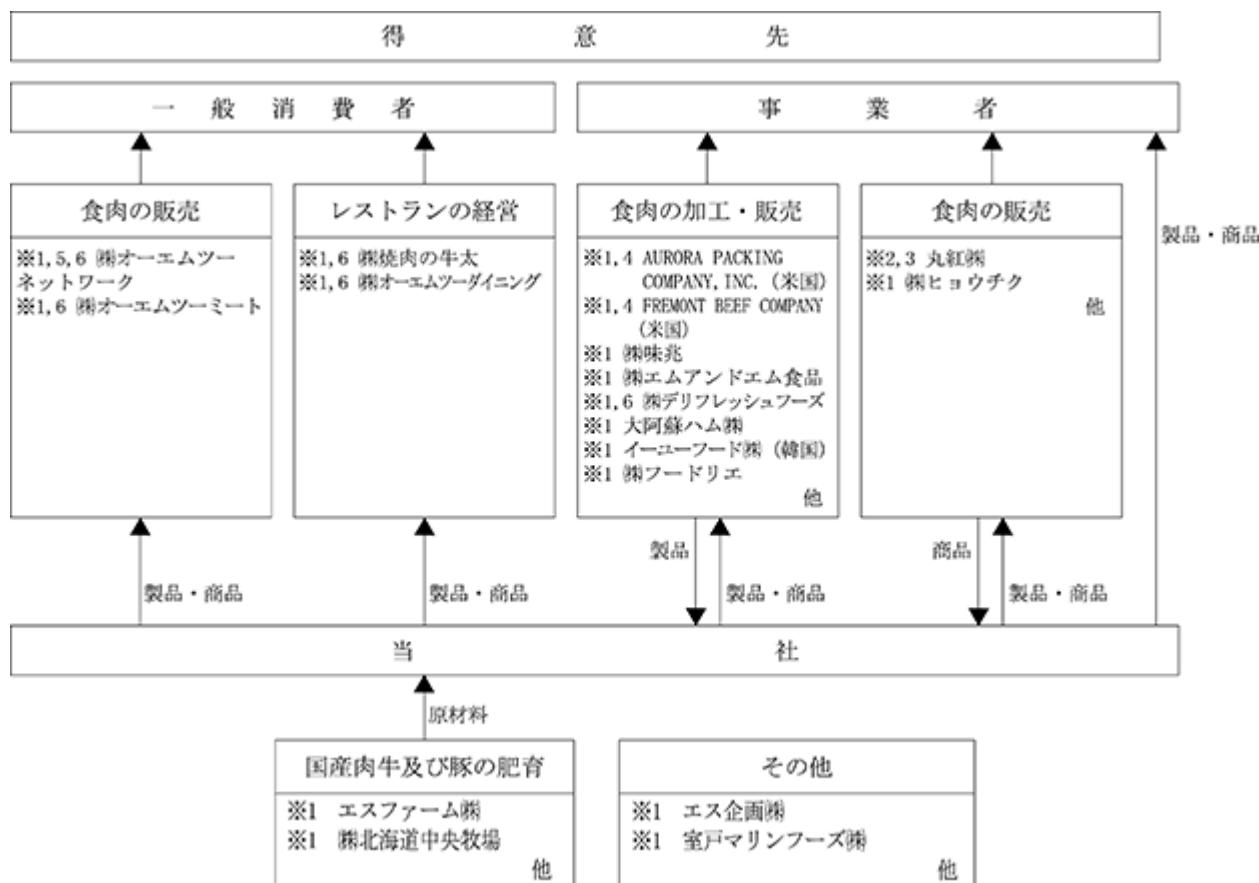 得意先
一般消費者
事業者
食肉の販売
※1,5,6 ㈱オーエムツー
ネットワーク
※1,6 ㈱オーエムツーミート
レストランの経営
※1,6 ㈱焼肉の牛太
※1,6 ㈱オーエムツーダイニング
食肉の加工・販売
※1,4 AURORA PACKING
COMPANY,INC. (米国)
※1,4 FREMONT BEEF COMPANY
(米国)
※1 ㈱味兆
※1 ㈱エムアンドエム食品
※1,6 ㈱デリフレッシュフーズ
※1 大阿蘇ハム㈱
※1 イーユーフード㈱ (韓国)
※1 ㈱フードリエ
他
食肉の販売
※2,3 丸紅㈱
※1 ㈱ヒョウチク
他
製品・商品
製品・商品
製品・商品
製品
製品・商品
商品
製品・商品
当社
原材料
国産肉牛及び豚の肥育
※1 エスファーム㈱
※1 ㈱北海道中央牧場
他
その他
※1 エス企画㈱
※1 室戸マリンフーズ㈱
他